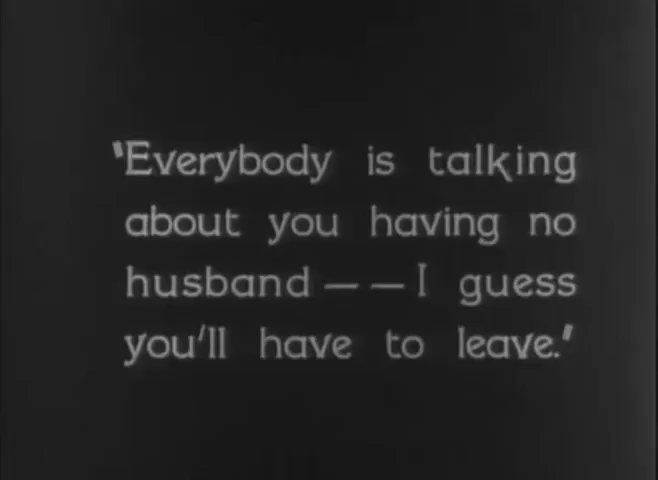 "Everybody is talking
about you having no
husband — — I guess
you'll have to leave."